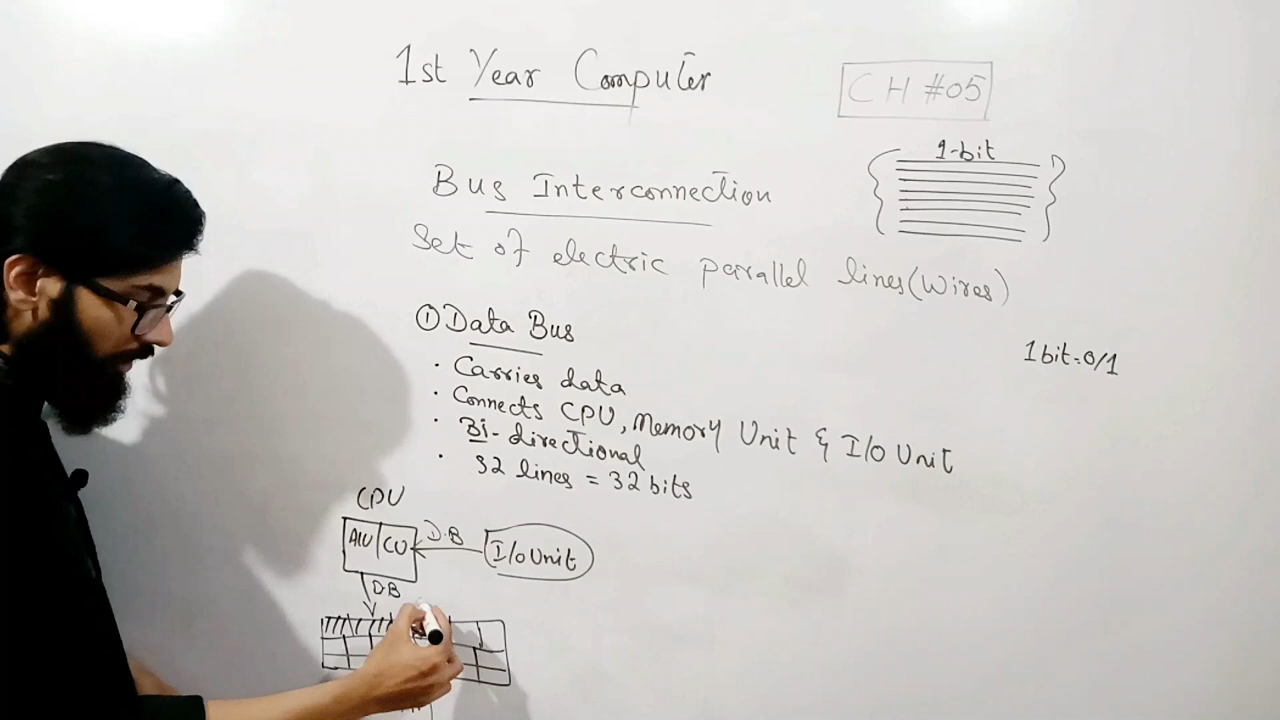 1st Year Computer
CH #05
1-bit
Bus Interconnection
Set of electric parallel lines (Wires)
① Data Bus
1bit=0/1
· Carries data
· Connects CPU, Memory Unit & I/O Unit
· Bi-directional
· 32 lines = 32 bits
CPU
ALU CU
D.B
I/O Unit
DB